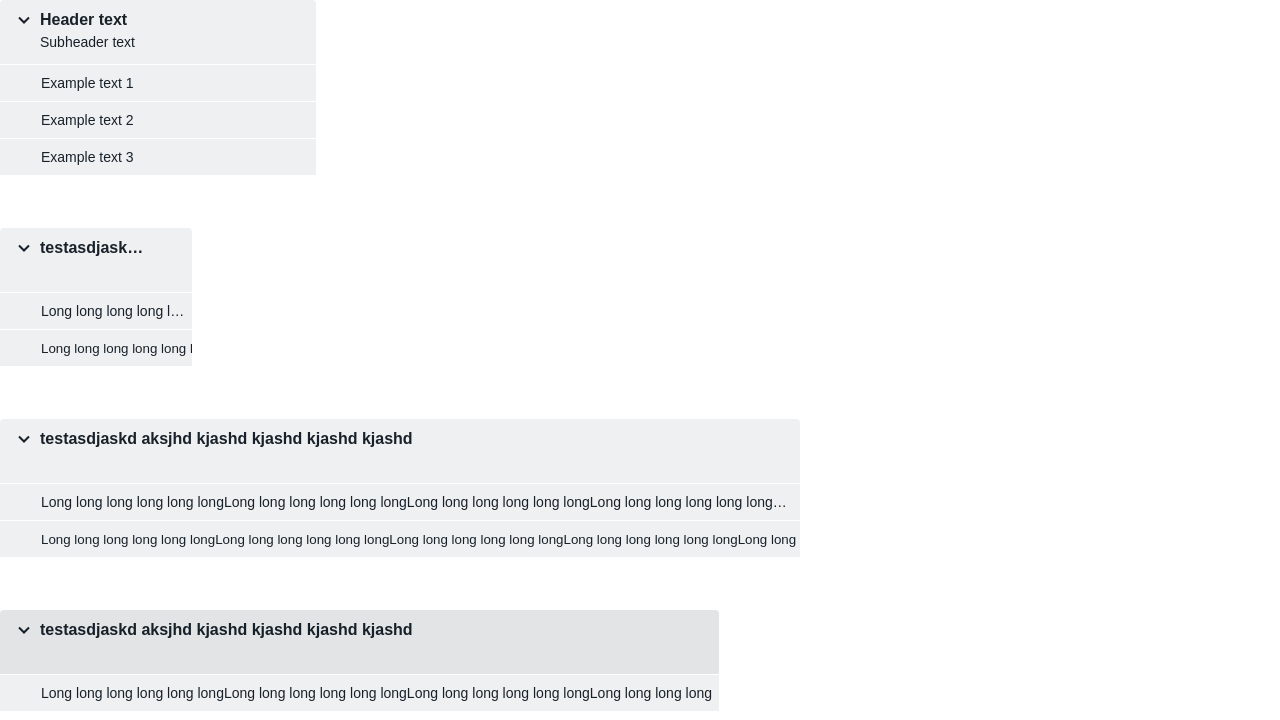 Header text
Subheader text
Example text 1
Example text 2
Example text 3
testasdjask…
Long long long long l…
Long long long long long l
testasdjaskd aksjhd kjashd kjashd kjashd kjashd
Long long long long long longLong long long long long longLong long long long long longLong long long long long long…
Long long long long long longLong long long long long longLong long long long long longLong long long long long longLong long
testasdjaskd aksjhd kjashd kjashd kjashd kjashd
Long long long long long longLong long long long long longLong long long long long longLong long long long